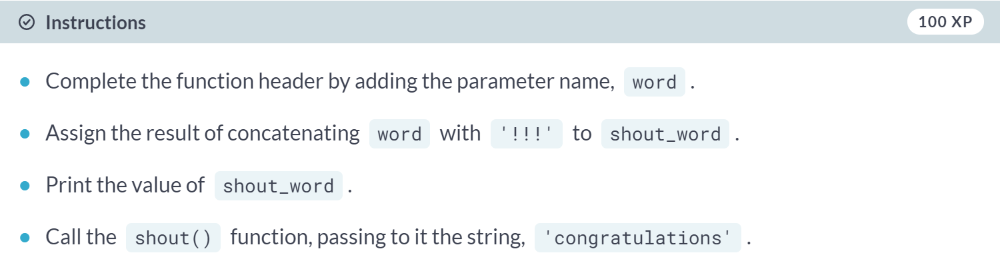 Instructions 100 XP
Complete the function header by adding the parameter name, word .
Assign the result of concatenating word with '!!!' to shout_word .
Print the value of shout_word .
Call the shout() function, passing to it the string, 'congratulations' .